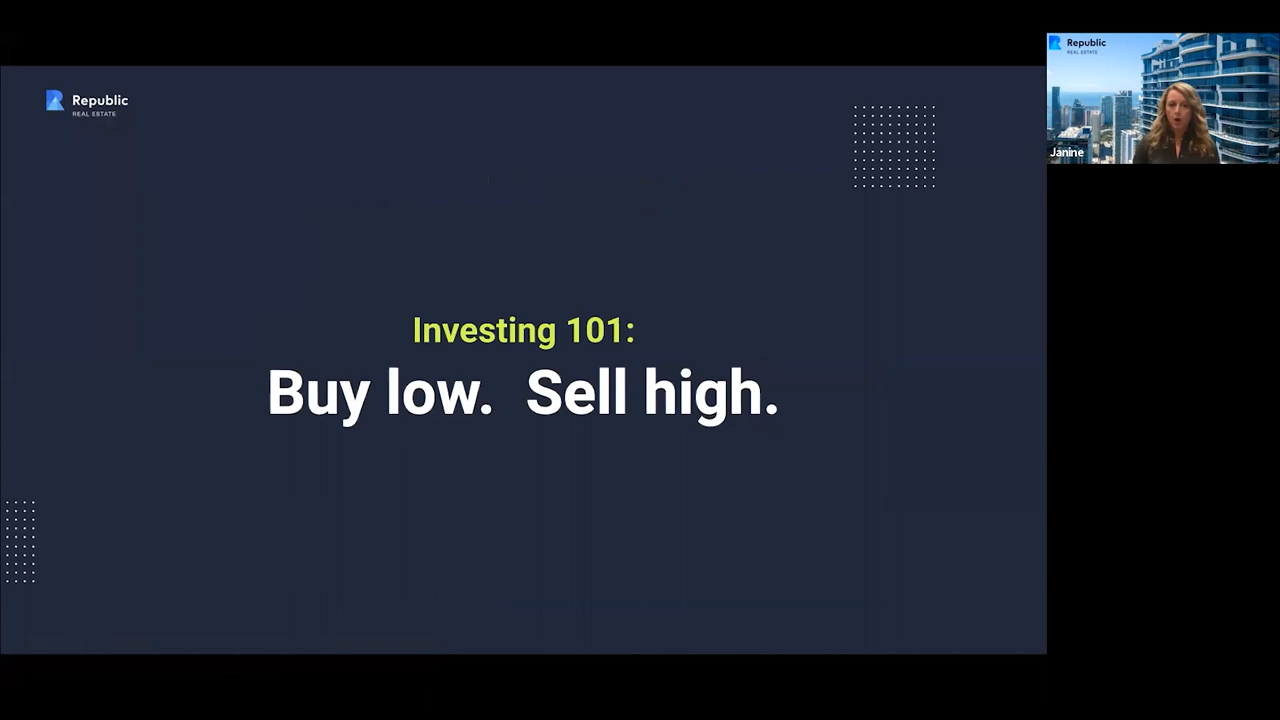 Republic
REAL ESTATE
Investing 101:
Buy low. Sell high.
Republic
REAL ESTATE
Janine